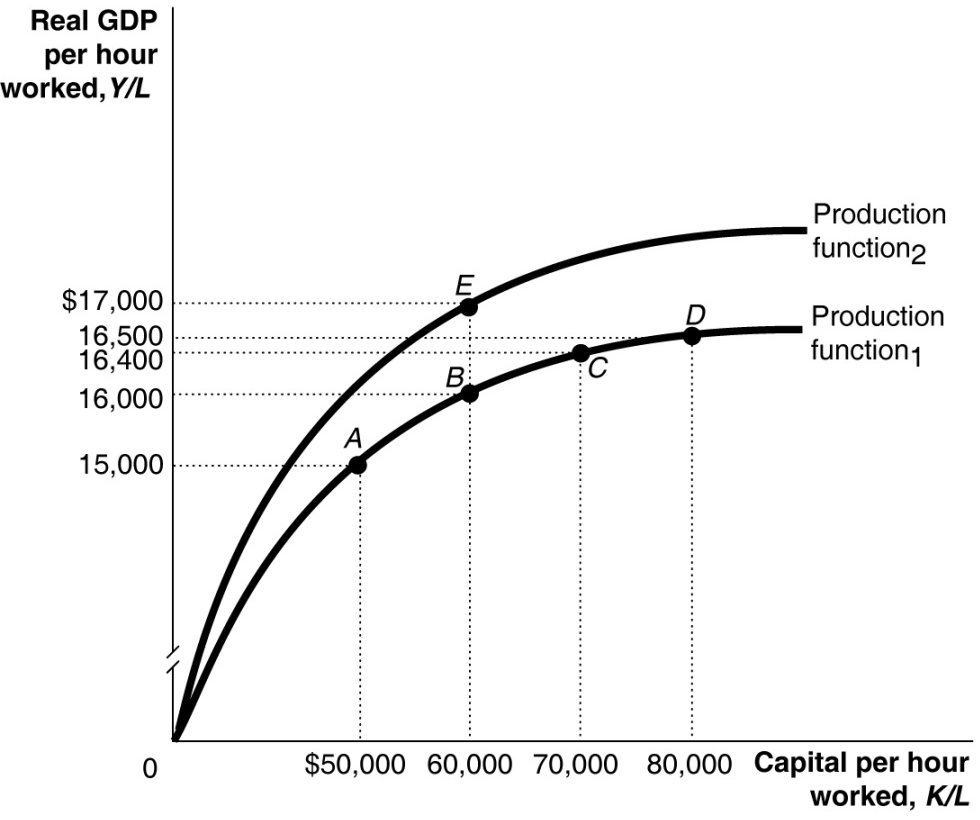 Real GDP
per hour
worked, Y/L
Production
function2
E
$17,000
D
Production
function1
16,500
16,400
C
B
16,000
A
15,000
0
$50,000 60,000 70,000 80,000
Capital per hour
worked, K/L